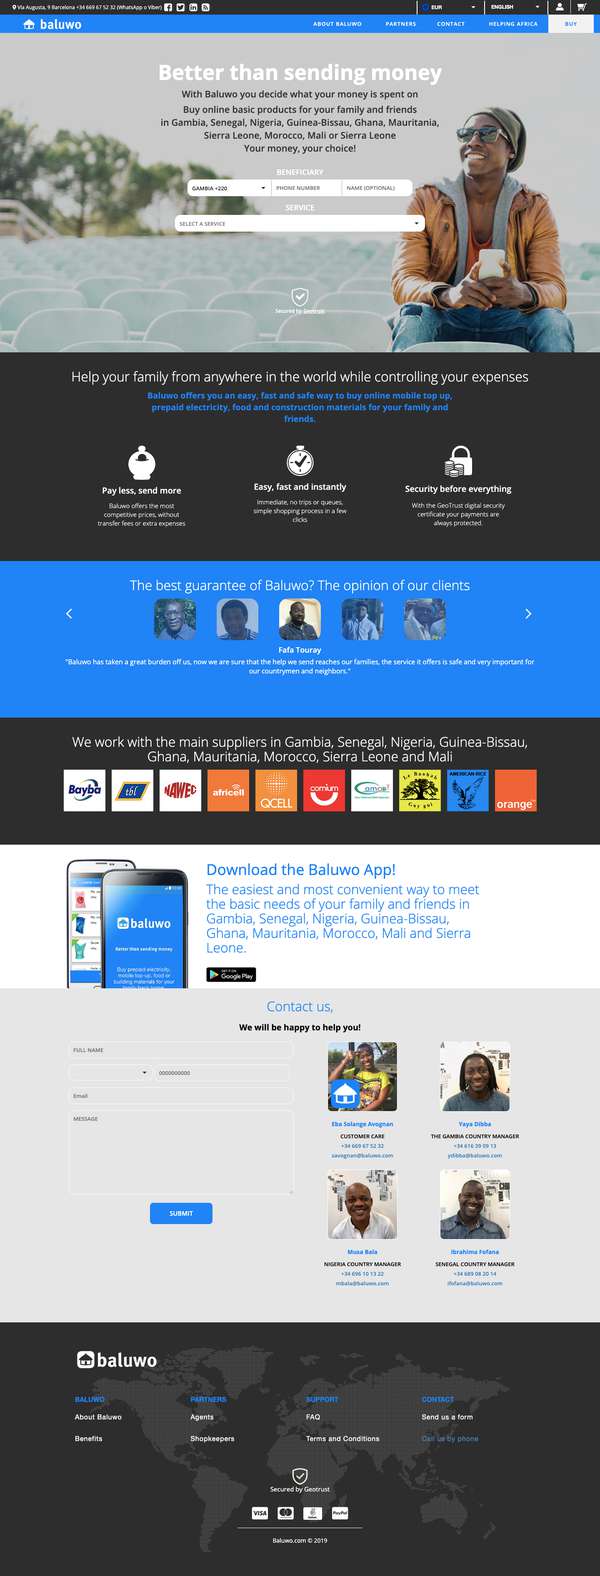 Via Augusta, 9 Barcelona +34 669 67 52 32 (WhatsApp o Viber)
EUR
ENGLISH
baluwo
ABOUT BALUWO
PARTNERS
CONTACT
HELPING AFRICA
BUY
Better than sending money
With Baluwo you decide what your money is spent on
Buy online basic products for your family and friends
in Gambia, Senegal, Nigeria, Guinea-Bissau, Ghana, Mauritania,
Sierra Leone, Morocco, Mali or Sierra Leone
Your money, your choice!
BENEFICIARY
GAMBIA +220
PHONE NUMBER
NAME (OPTIONAL)
SERVICE
SELECT A SERVICE
Secured by Geotrust
Help your family from anywhere in the world while controlling your expenses
Baluwo offers you an easy, fast and safe way to buy online mobile top up,
prepaid electricity, food and construction materials for your family and
friends.
Pay less, send more
Baluwo offers the most
competitive prices, without
transfer fees or extra expenses
Easy, fast and instantly
Immediate, no trips or queues,
simple shopping process in a few
clicks
Security before everything
With the GeoTrust digital security
certificate your payments are
always protected.
The best guarantee of Baluwo? The opinion of our clients
Fafa Touray
"Baluwo has taken a great burden off us, now we are sure that the help we send reaches our families, the service it offers is safe and very important for
our countrymen and neighbors."
We work with the main suppliers in Gambia, Senegal, Nigeria, Guinea-Bissau,
Ghana, Mauritania, Morocco, Sierra Leone and Mali
Bayba
tbl
NAWEC
africell
QCELL
comium
Gamcel
Le Baobab
Guy gui
AMERICAN RICE
orange
baluwo
Better than sending money
Buy prepaid electricity,
mobile top-up, food or
building materials for your
Download the Baluwo App!
The easiest and most convenient way to meet
the basic needs of your family and friends in
Gambia, Senegal, Nigeria, Guinea-Bissau,
Ghana, Mauritania, Morocco, Mali and Sierra
Leone.
GET IT ON
Google Play
Contact us,
We will be happy to help you!
FULL NAME
0000000000
Email
MESSAGE
SUBMIT
Eba Solange Avognan
CUSTOMER CARE
+34 669 67 52 32
savognan@baluwo.com
Yaya Dibba
THE GAMBIA COUNTRY MANAGER
+34 616 39 09 13
ydibba@baluwo.com
Musa Bala
NIGERIA COUNTRY MANAGER
+34 696 10 13 22
mbala@baluwo.com
Ibrahima Fofana
SENEGAL COUNTRY MANAGER
+34 689 08 20 14
ifofana@baluwo.com
baluwo
BALUWO
About Baluwo
Benefits
PARTNERS
Agents
Shopkeepers
SUPPORT
FAQ
Terms and Conditions
CONTACT
Send us a form
Call us by phone
Secured by Geotrust
VISA
PayPal
Baluwo.com © 2019